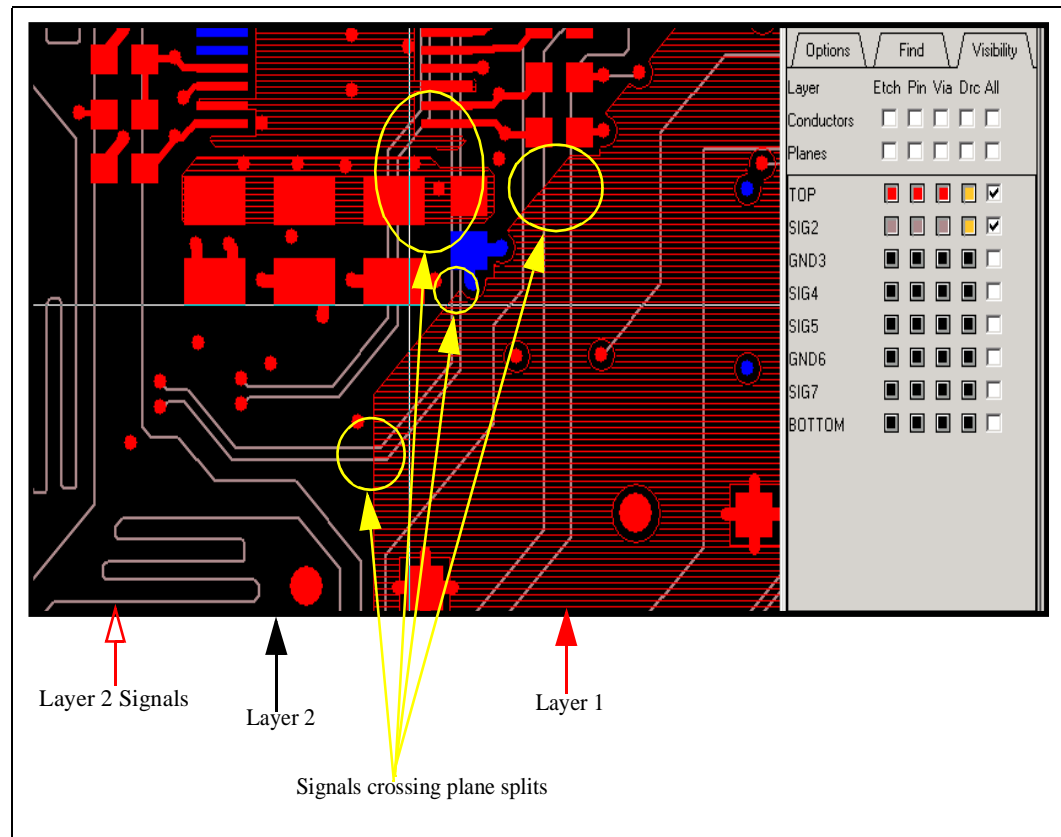 Options Find Visibility
Layer Etch Pin Via Drc All
Conductors
Planes
TOP
SIG2
GND3
SIG4
SIG5
GND6
SIG7
BOTTOM
Layer 2 Signals
Layer 2
Layer 1
Signals crossing plane splits